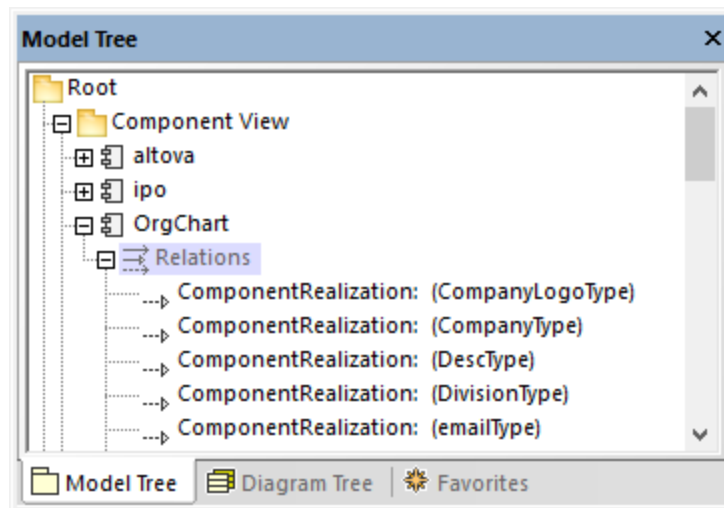 Model Tree
Root
Component View
altova
ipo
OrgChart
Relations
ComponentRealization: (CompanyLogoType)
ComponentRealization: (CompanyType)
ComponentRealization: (DescType)
ComponentRealization: (DivisionType)
ComponentRealization: (emailType)
Model Tree Diagram Tree Favorites